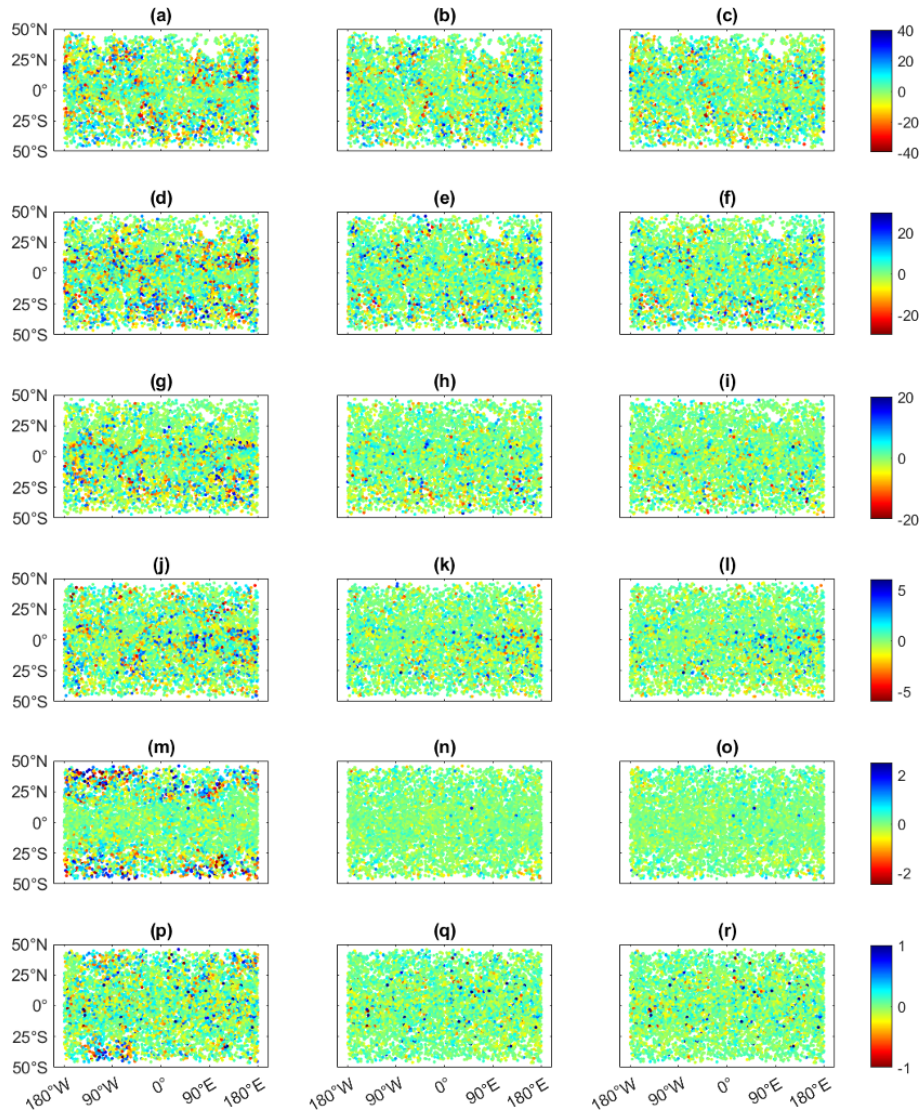 (a) (b) (c)
50°N 40
25°N 20
0° 0
25°S -20
50°S -40
(d) (e) (f)
50°N
25°N 20
0° 0
25°S -20
50°S
(g) (h) (i)
50°N 20
25°N 10
0° 0
25°S -10
50°S -20
(j) (k) (l)
50°N 5
25°N
0° 0
25°S
50°S -5
(m) (n) (o)
50°N 2
25°N
0° 0
25°S
50°S -2
(p) (q) (r)
50°N 1
25°N
0° 0
25°S
50°S -1
180°W 90°W 0° 90°E 180°E 180°W 90°W 0° 90°E 180°E 180°W 90°W 0° 90°E 180°E